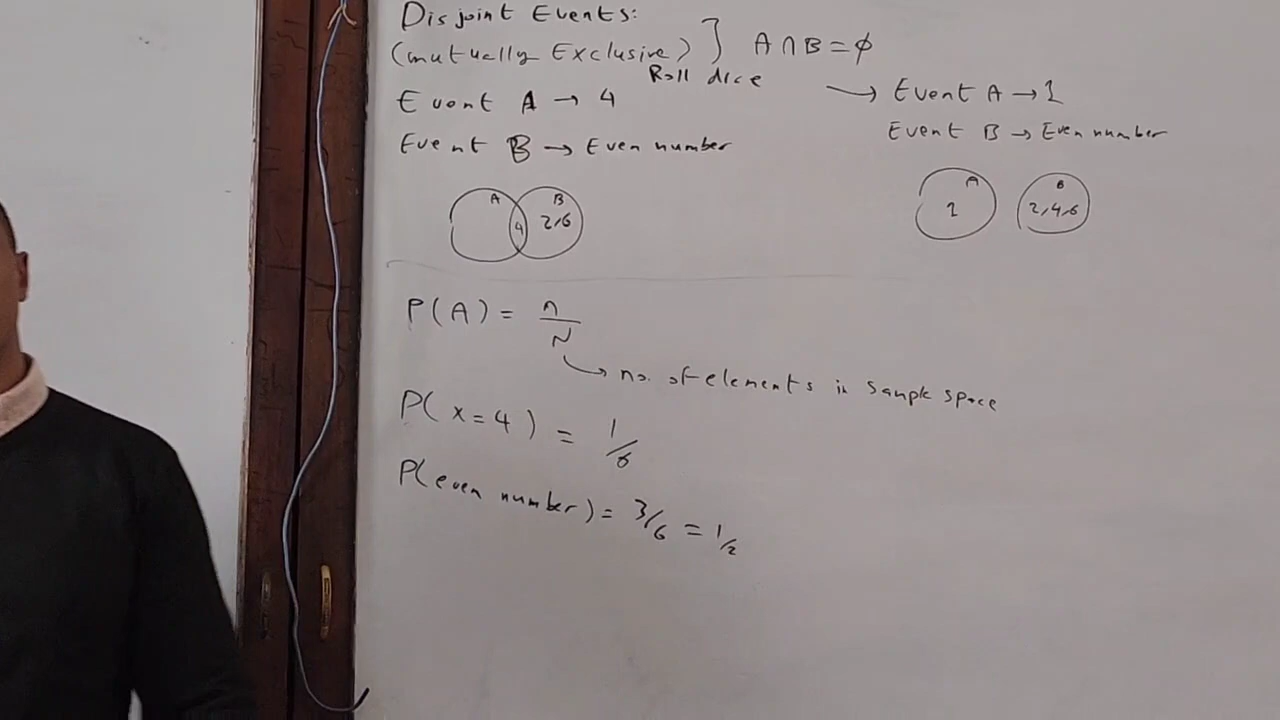 Disjoint Events:
(mutually Exclusive) ] A ∩ B = ϕ
Roll dice
Event A → 4
Event B → Even number
A B
4 2,6
→ Event A → 1
Event B → Even number
A B
1 2,4,6
P(A) = n/N
→ no. of elements in sample space
P(x=4) = 1/6
P(even number) = 3/6 = 1/2